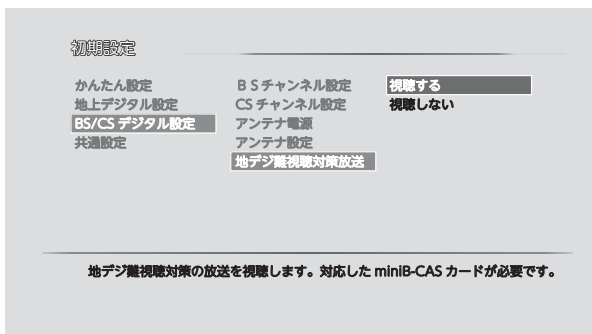 初期設定
かんたん設定
地上デジタル設定
BS/CS デジタル設定
共通設定
BSチャンネル設定
CSチャンネル設定
アンテナ電源
アンテナ設定
地デジ難視聴対策放送
視聴する
視聴しない
地デジ難視聴対策の放送を視聴します。対応した miniB-CAS カードが必要です。